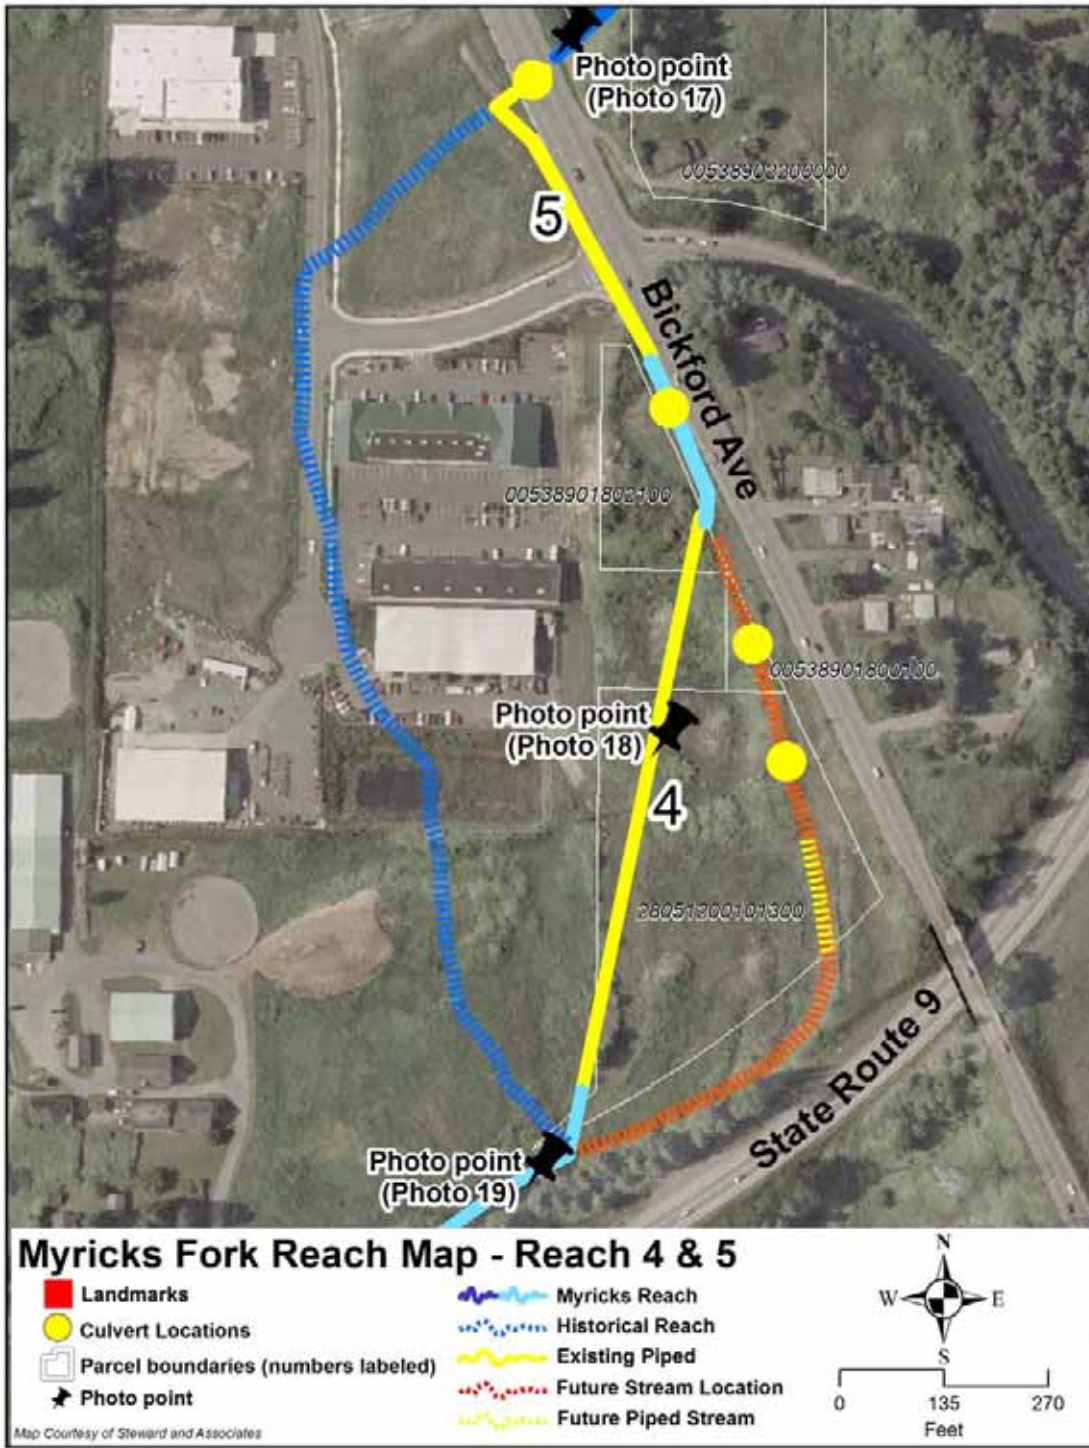 Photo point
(Photo 17)
00538902200000
5
Bickford Ave
00538901802100
00538901800100
Photo point
(Photo 18)
4
28051200101300
State Route 9
Photo point
(Photo 19)
Myricks Fork Reach Map - Reach 4 & 5
Landmarks
Culvert Locations
Parcel boundaries (numbers labeled)
Photo point
Map Courtesy of Steward and Associates
Myricks Reach
Historical Reach
Existing Piped
Future Stream Location
Future Piped Stream
N
W E
S
0 135 270
Feet